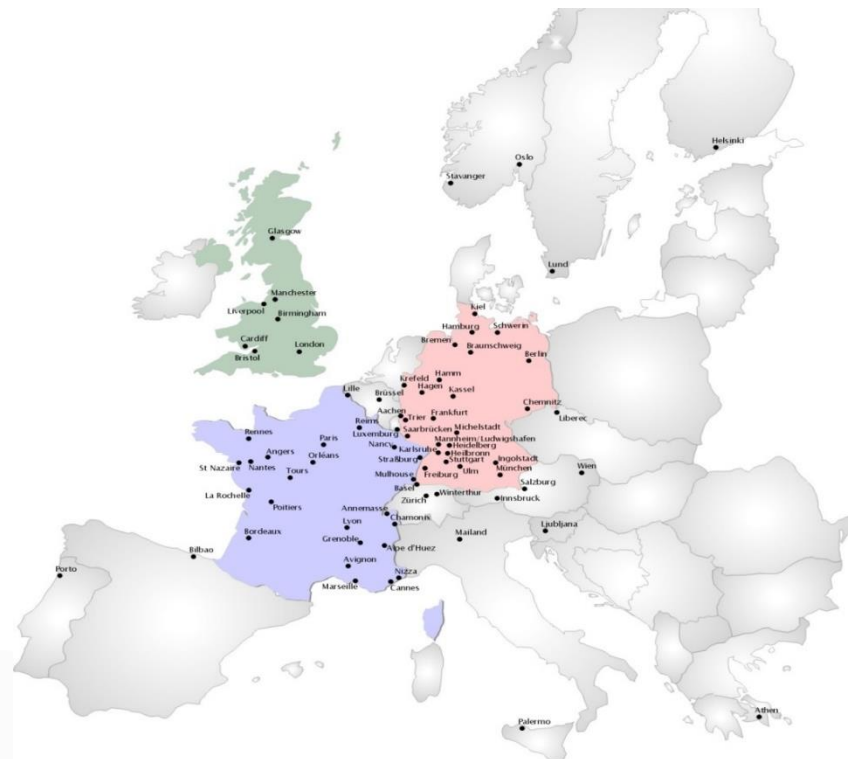 Helsinki
Oslo
Stavanger
Glasgow
Lund
Manchester
Liverpool
Birmingham
Kiel
Hamburg
Schwerin
Cardiff
Bremen
London
Braunschweig
Bristol
Berlin
Hamm
Krefeld
Lille
Hagen
Kassel
Brüssel
Chemnitz
Aachen
Frankfurt
Liberec
Trier
Reims
Michelstadt
Luxemburg
Saarbrücken
Rennes
Mannheim/Ludwigshafen
Paris
Nancy
Heidelberg
Karlsruhe
Heilbronn
Angers
Orléans
Straßburg
Stuttgart
Ingolstadt
St Nazaire
Nantes
München
Wien
Tours
Mulhouse
Freiburg
Ulm
Salzburg
Basel
La Rochelle
Winterthur
Zürich
Innsbruck
Poitiers
Annemasse
Chamonis
Lyon
Ljubljana
Bordeaux
Mailand
Grenoble
Alpe d'Huez
Bilbao
Avignon
Porto
Nizza
Marseille
Cannes
Athen
Palermo